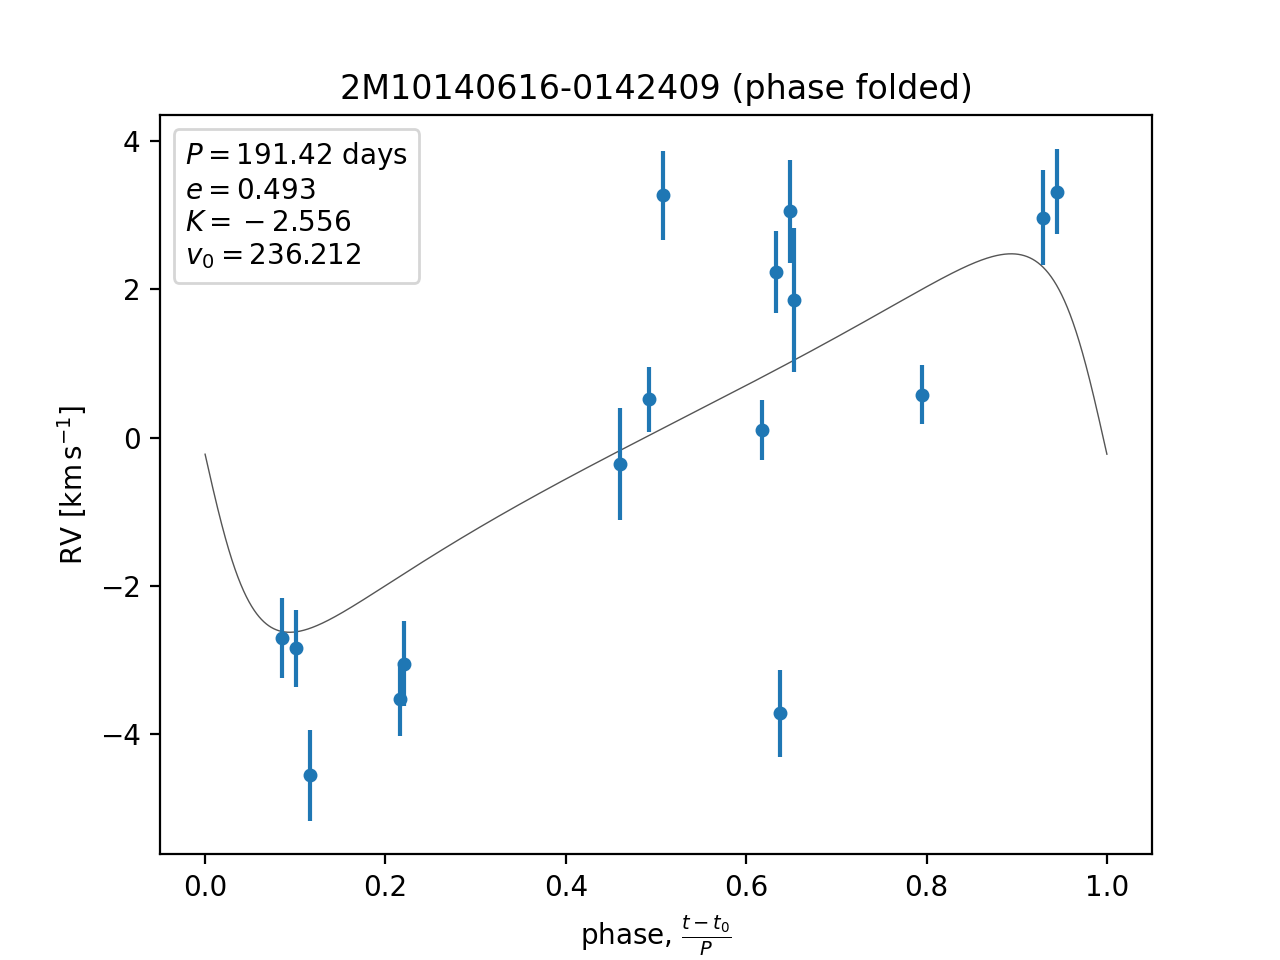 2M10140616-0142409 (phase folded)
P = 191.42 days
e = 0.493
K = − 2.556
v₀ = 236.212
4
2
0
−2
−4
RV [km s⁻¹]
0.0 0.2 0.4 0.6 0.8 1.0
phase, (t − t₀)/P